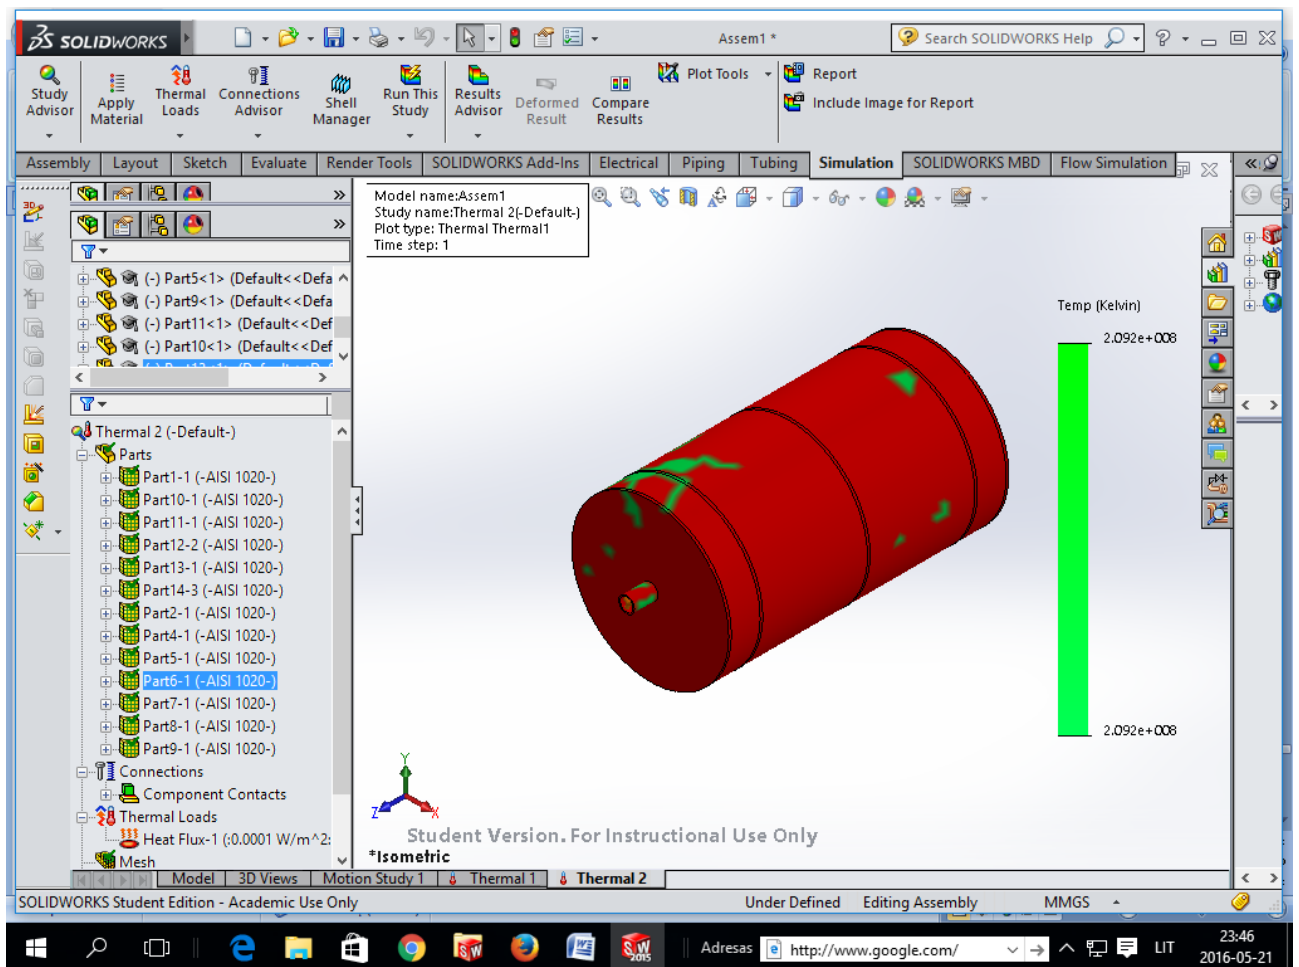 SOLIDWORKS
Assem1 *
Search SOLIDWORKS Help
Study Advisor
Apply Material
Thermal Loads
Connections Advisor
Shell Manager
Run This Study
Results Advisor
Deformed Result
Compare Results
Plot Tools
Report
Include Image for Report
Assembly Layout Sketch Evaluate Render Tools SOLIDWORKS Add-Ins Electrical Piping Tubing Simulation SOLIDWORKS MBD Flow Simulation
Model name:Assem1
Study name:Thermal 2(-Default-)
Plot type: Thermal Thermal1
Time step: 1
(-) Part5<1> (Default<<Defa
(-) Part9<1> (Default<<Defa
(-) Part11<1> (Default<<Def
(-) Part10<1> (Default<<Def
Thermal 2 (-Default-)
Parts
Part1-1 (-AISI 1020-)
Part10-1 (-AISI 1020-)
Part11-1 (-AISI 1020-)
Part12-2 (-AISI 1020-)
Part13-1 (-AISI 1020-)
Part14-3 (-AISI 1020-)
Part2-1 (-AISI 1020-)
Part4-1 (-AISI 1020-)
Part5-1 (-AISI 1020-)
Part6-1 (-AISI 1020-)
Part7-1 (-AISI 1020-)
Part8-1 (-AISI 1020-)
Part9-1 (-AISI 1020-)
Connections
Component Contacts
Thermal Loads
Heat Flux-1 (:0.0001 W/m^2:
Mesh
Temp (Kelvin)
2.092e+008
2.092e+008
Y
Z
X
Student Version. For Instructional Use Only
*Isometric
Model 3D Views Motion Study 1 Thermal 1 Thermal 2
SOLIDWORKS Student Edition - Academic Use Only
Under Defined Editing Assembly MMGS
Adresas http://www.google.com/
LIT
23:46
2016-05-21